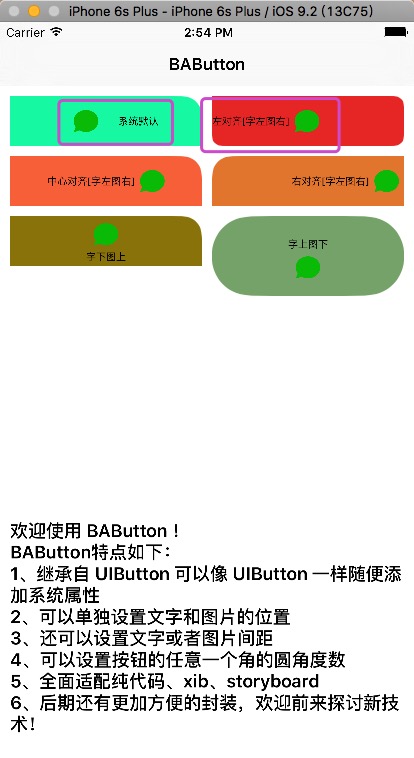 iPhone 6s Plus - iPhone 6s Plus / iOS 9.2 (13C75)
Carrier 2:54 PM
BAButton
系统默认
左对齐[字左图右]
中心对齐[字左图右]
右对齐[字左图右]
字下图上
字上图下
欢迎使用 BAButton ！
BAButton特点如下：
1、继承自 UIButton 可以像 UIButton 一样随便添
加系统属性
2、可以单独设置文字和图片的位置
3、还可以设置文字或者图片间距
4、可以设置按钮的任意一个角的圆角度数
5、全面适配纯代码、xib、storyboard
6、后期还有更加方便的封装，欢迎前来探讨新技
术！